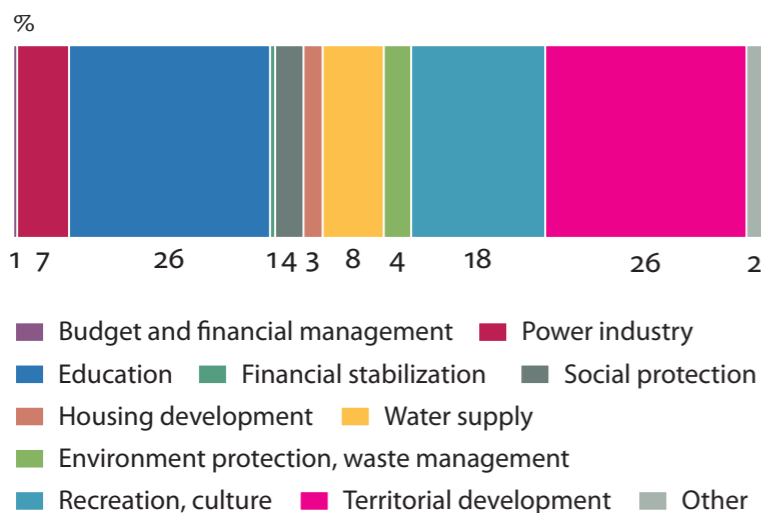 %
1 7 26 1 4 3 8 4 18 26 2
Budget and financial management Power industry
Education Financial stabilization Social protection
Housing development Water supply
Environment protection, waste management
Recreation, culture Territorial development Other